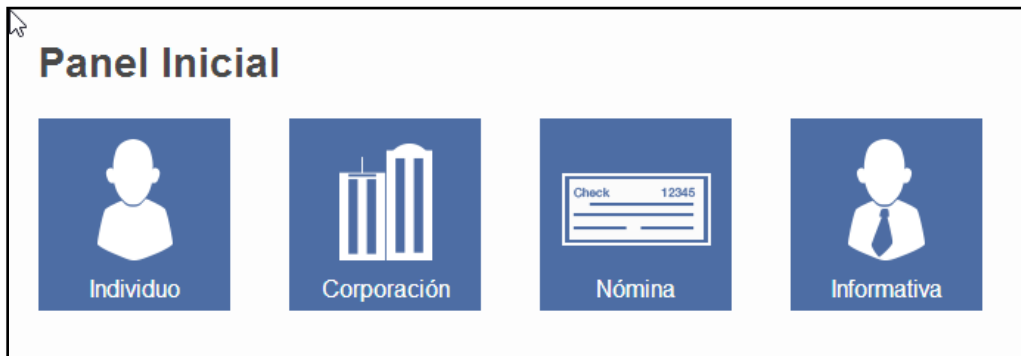 Panel Inicial
Check 12345
Individuo
Corporación
Nómina
Informativa